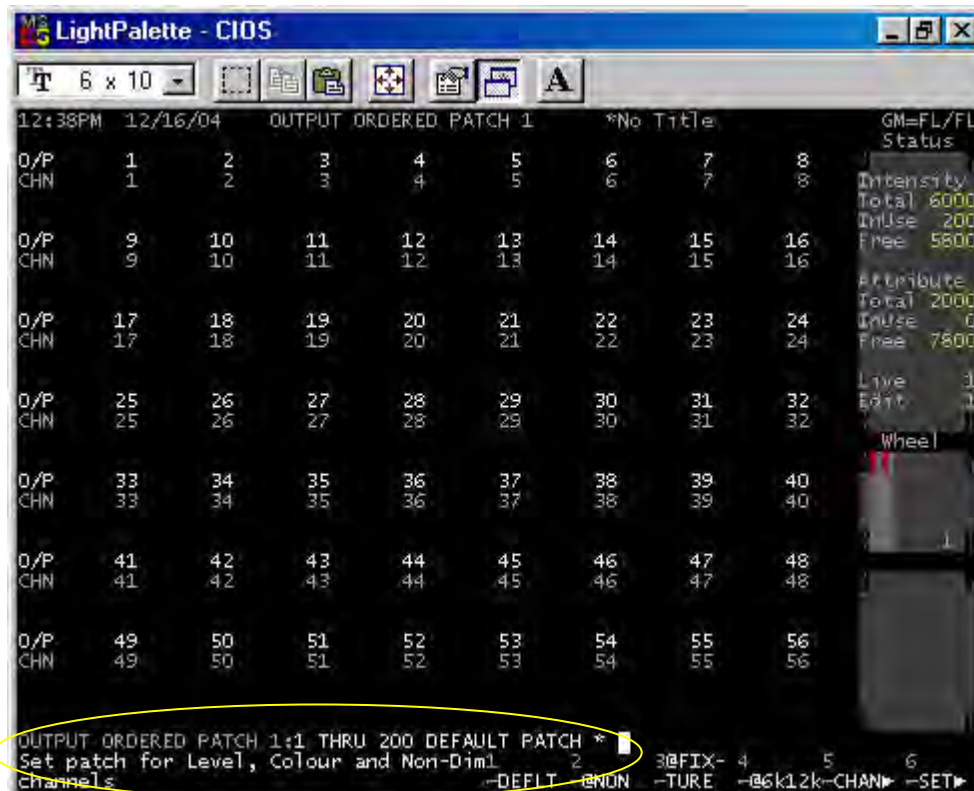 LightPalette - CIOS
6 x 10
A
12:38PM 12/16/04 OUTPUT ORDERED PATCH 1 *No Title GM=FL/FL
Status
O/P 1 2 3 4 5 6 7 8
CHN 1 2 3 4 5 6 7 8
Intensity
Total 6000
InUse 200
Free 5800
O/P 9 10 11 12 13 14 15 16
CHN 9 10 11 12 13 14 15 16
Attribute
Total 2000
InUse
Free 7800
O/P 17 18 19 20 21 22 23 24
CHN 17 18 19 20 21 22 23 24
Live 1
Edit
O/P 25 26 27 28 29 30 31 32
CHN 25 26 27 28 29 30 31 32
Wheel
O/P 33 34 35 36 37 38 39 40
CHN 33 34 35 36 37 38 39 40
1
O/P 41 42 43 44 45 46 47 48
CHN 41 42 43 44 45 46 47 48
O/P 49 50 51 52 53 54 55 56
CHN 49 50 51 52 53 54 55 56
OUTPUT ORDERED PATCH 1:1 THRU 200 DEFAULT PATCH *
Set patch for Level, Colour and Non-Dim1 2 3@FIX- 4 5 6
channels —DEFLT —@NON —TURE —@6k12k—CHAN► —SET►